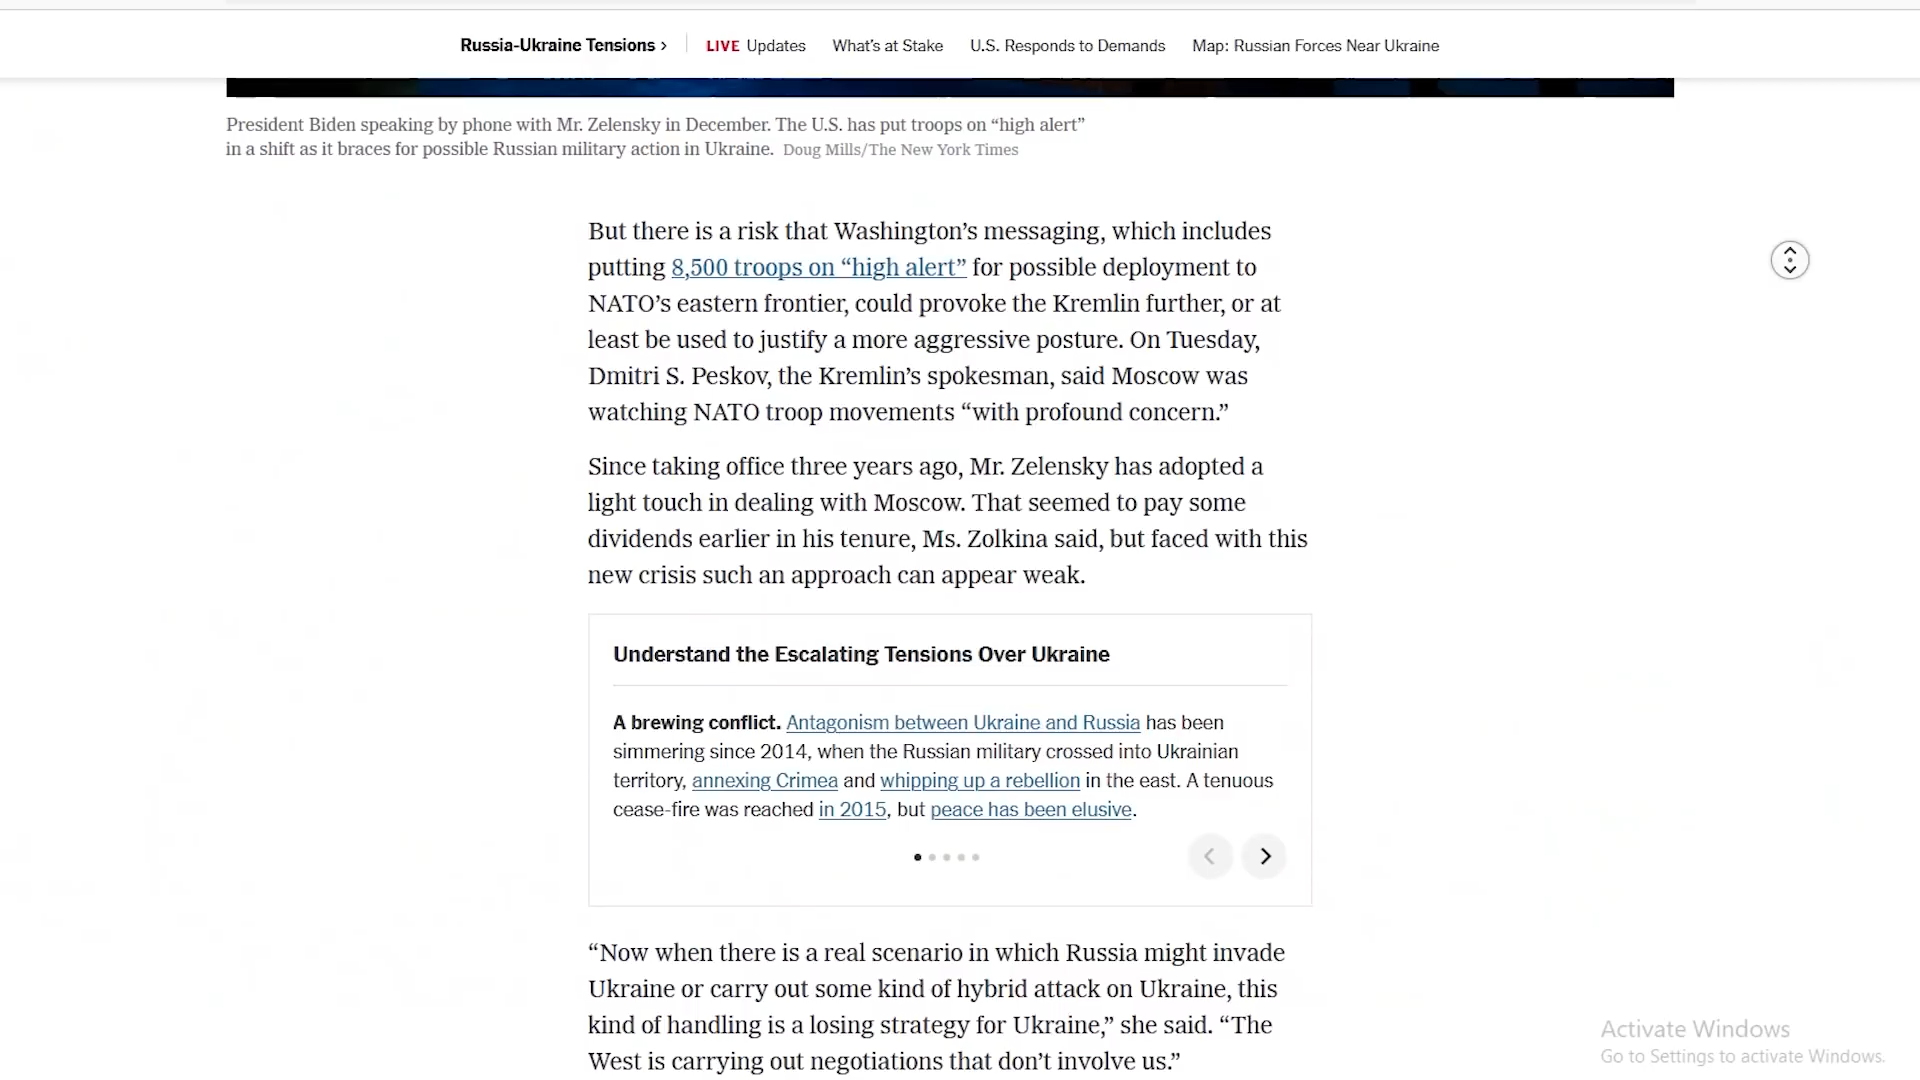 Russia-Ukraine Tensions › LIVE Updates What's at Stake U.S. Responds to Demands Map: Russian Forces Near Ukraine
President Biden speaking by phone with Mr. Zelensky in December. The U.S. has put troops on “high alert”
in a shift as it braces for possible Russian military action in Ukraine. Doug Mills/The New York Times
But there is a risk that Washington’s messaging, which includes
putting 8,500 troops on “high alert” for possible deployment to
NATO’s eastern frontier, could provoke the Kremlin further, or at
least be used to justify a more aggressive posture. On Tuesday,
Dmitri S. Peskov, the Kremlin’s spokesman, said Moscow was
watching NATO troop movements “with profound concern.”
Since taking office three years ago, Mr. Zelensky has adopted a
light touch in dealing with Moscow. That seemed to pay some
dividends earlier in his tenure, Ms. Zolkina said, but faced with this
new crisis such an approach can appear weak.
Understand the Escalating Tensions Over Ukraine
A brewing conflict. Antagonism between Ukraine and Russia has been
simmering since 2014, when the Russian military crossed into Ukrainian
territory, annexing Crimea and whipping up a rebellion in the east. A tenuous
cease-fire was reached in 2015, but peace has been elusive.
“Now when there is a real scenario in which Russia might invade
Ukraine or carry out some kind of hybrid attack on Ukraine, this
kind of handling is a losing strategy for Ukraine,” she said. “The
West is carrying out negotiations that don’t involve us.”
Activate Windows
Go to Settings to activate Windows.